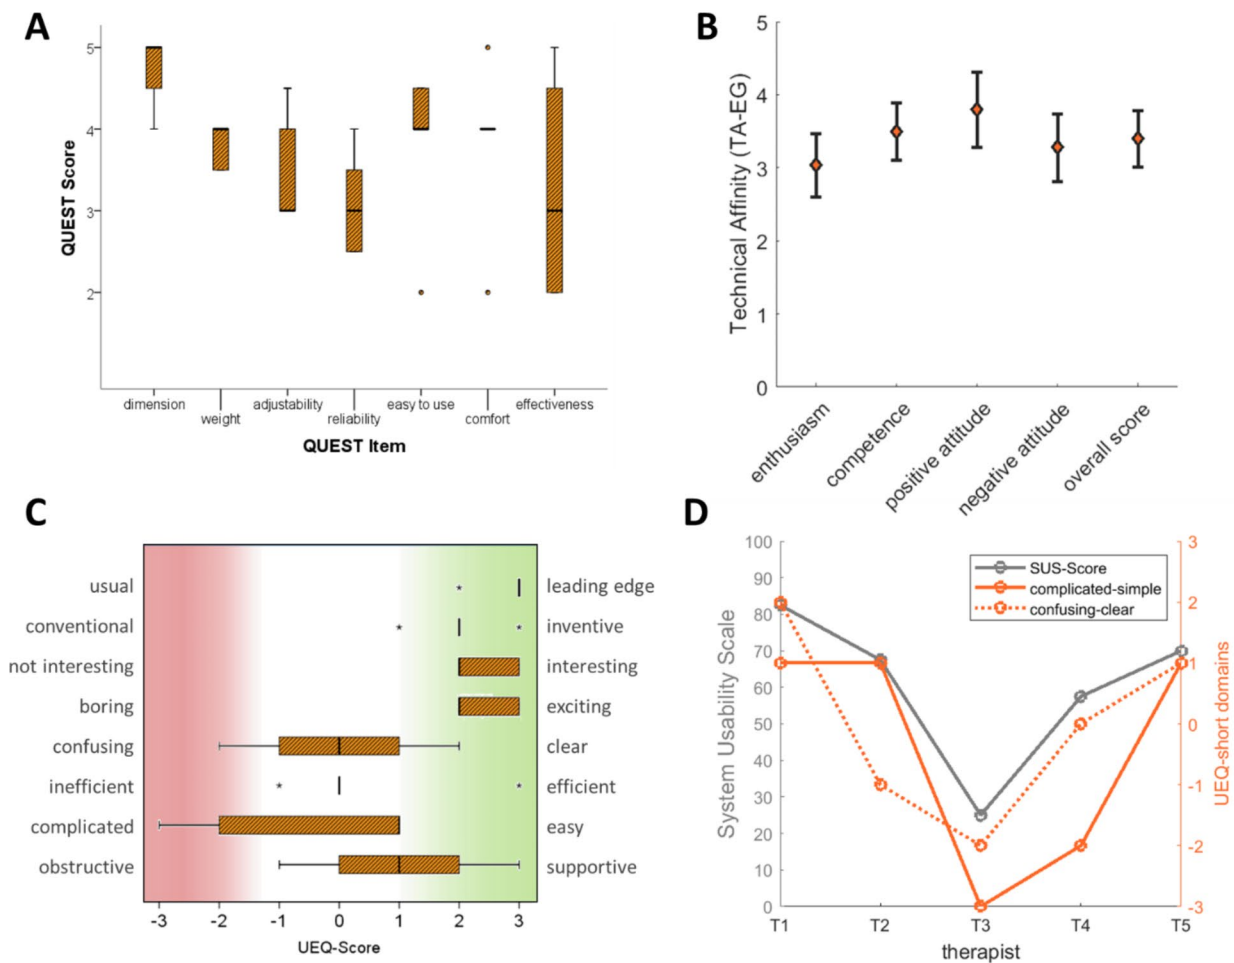 A
QUEST Score
5
4
3
2
dimension
weight
adjustability
reliability
easy to use
comfort
effectiveness
QUEST Item
B
Technical Affinity (TA-EG)
5
4
3
2
1
0
enthusiasm
competence
positive attitude
negative attitude
overall score
C
usual leading edge
conventional inventive
not interesting interesting
boring exciting
confusing clear
inefficient efficient
complicated easy
obstructive supportive
-3 -2 -1 0 1 2 3
UEQ-Score
D
System Usability Scale
100
90
80
70
60
50
40
30
20
10
0
SUS-Score
complicated-simple
confusing-clear
3
2
1
0
-1
-2
-3
UEQ-short domains
T1 T2 T3 T4 T5
therapist